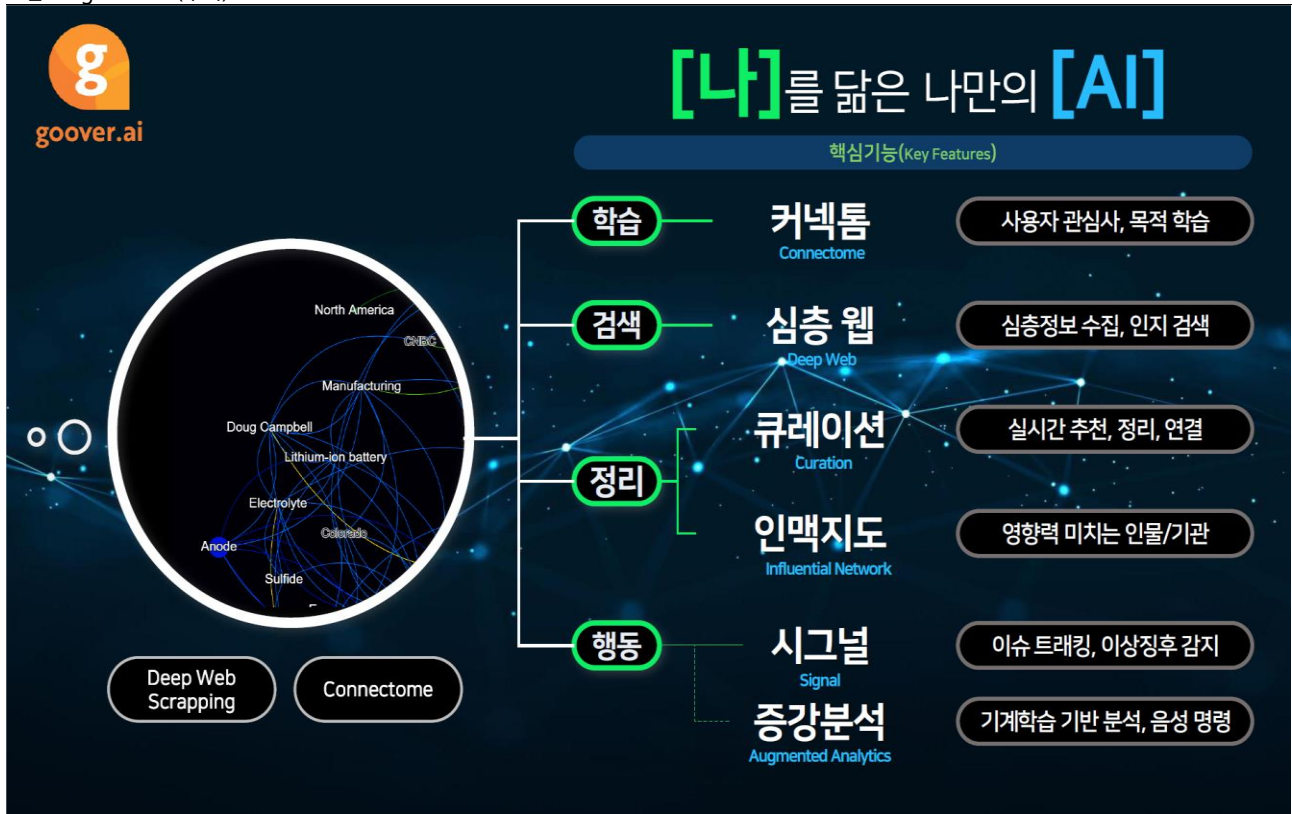 g
goover.ai
[나]를 닮은 나만의 [AI]
핵심기능(Key Features)
학습
커넥톰
Connectome
사용자 관심사, 목적 학습
검색
심층 웹
Deep Web
심층정보 수집, 인지 검색
정리
큐레이션
Curation
실시간 추천, 정리, 연결
인맥지도
Influential Network
영향력 미치는 인물/기관
행동
시그널
Signal
이슈 트래킹, 이상징후 감지
증강분석
Augmented Analytics
기계학습 기반 분석, 음성 명령
North America
CNBC
Manufacturing
Doug Campbell
Lithium-ion battery
Electrolyte
Colorado
Anode
Sulfide
Deep Web
Scrapping
Connectome